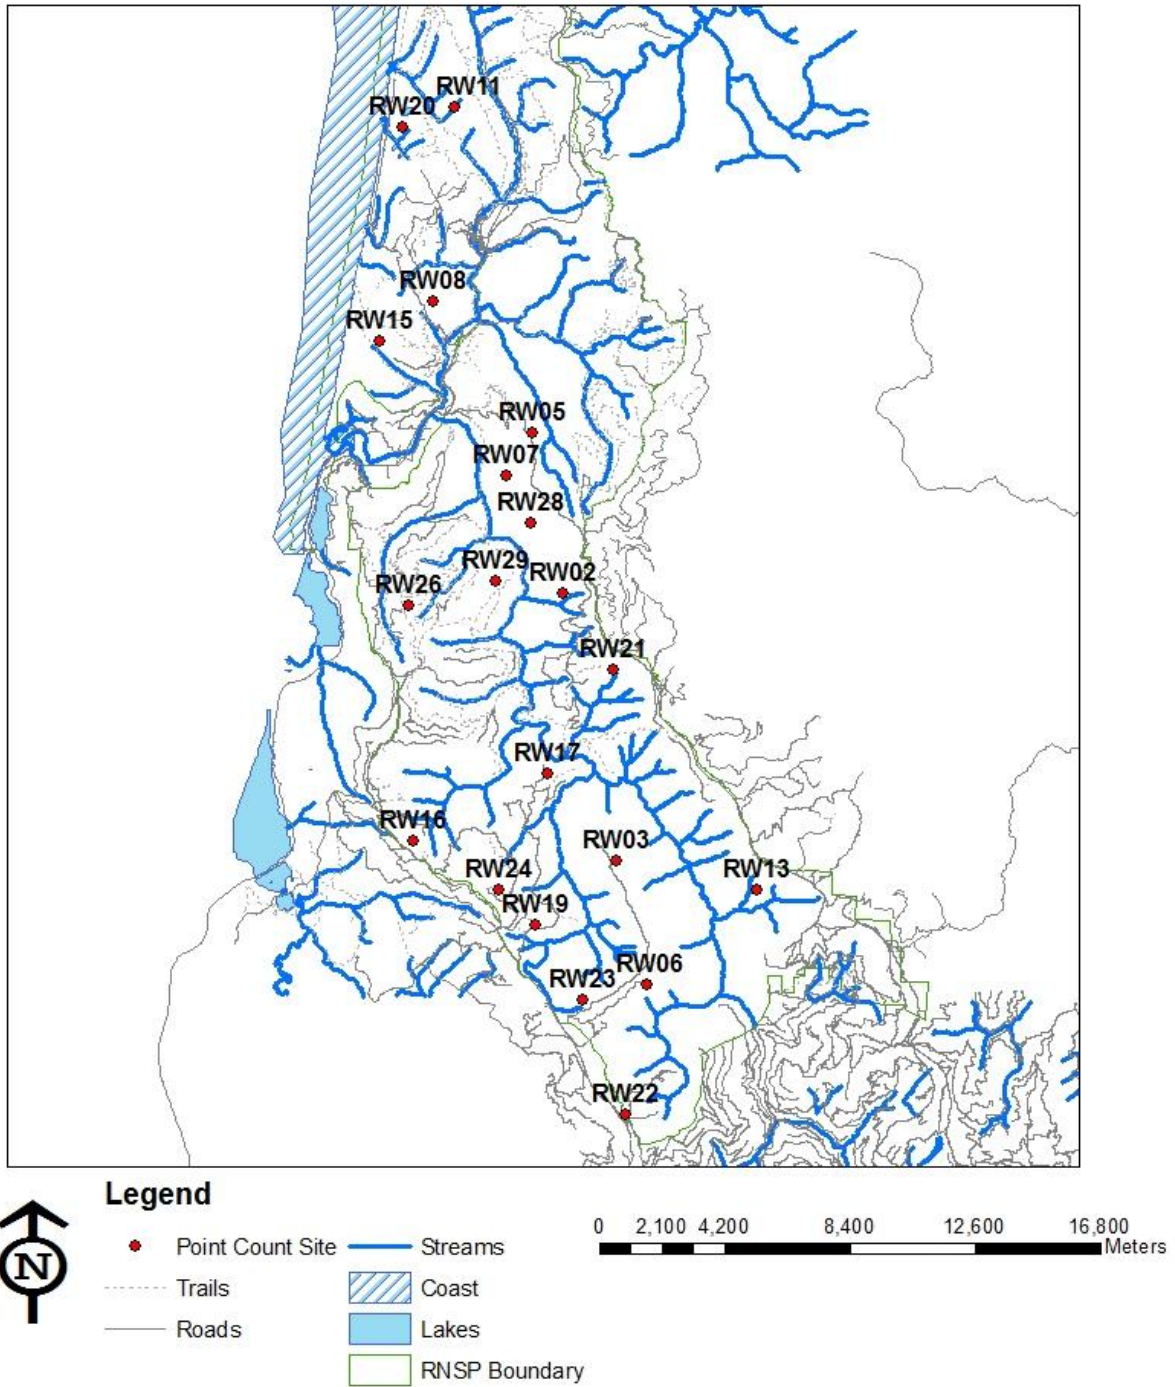 RW11
RW20
RW08
RW15
RW05
RW07
RW28
RW29
RW02
RW26
RW21
RW17
RW16
RW03
RW24
RW13
RW19
RW06
RW23
RW22
Legend
Point Count Site
Streams
Trails
Coast
Roads
Lakes
RNSP Boundary
N
0 2,100 4,200 8,400 12,600 16,800
Meters